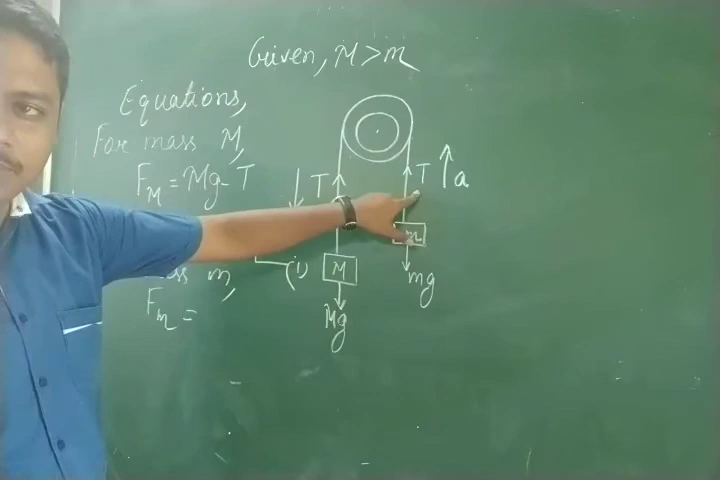 Given, M > m
Equations,
For mass M,
F_M = Mg - T
(i)
mass m,
F_m =
T
T
a
M
m
Mg
mg